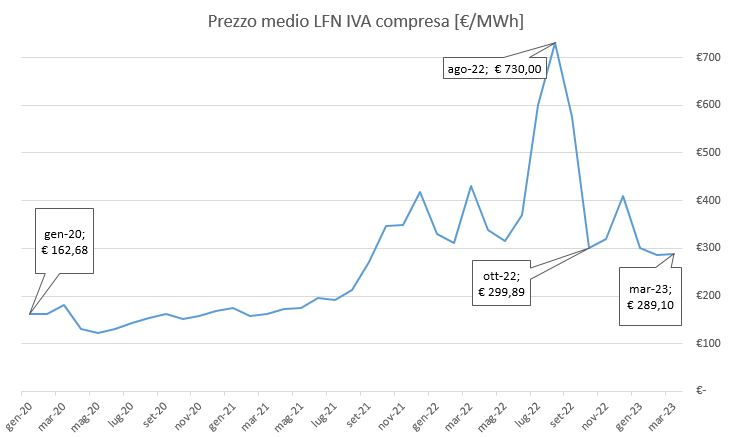 Prezzo medio LFN IVA compresa [€/MWh]
€700
ago-22; € 730,00
€600
€500
€400
gen-20;
€ 162,68
€300
ott-22;
€ 299,89
mar-23;
€ 289,10
€200
€100
€-
gen-20
mar-20
mag-20
lug-20
set-20
nov-20
gen-21
mar-21
mag-21
lug-21
set-21
nov-21
gen-22
mar-22
mag-22
lug-22
set-22
nov-22
gen-23
mar-23